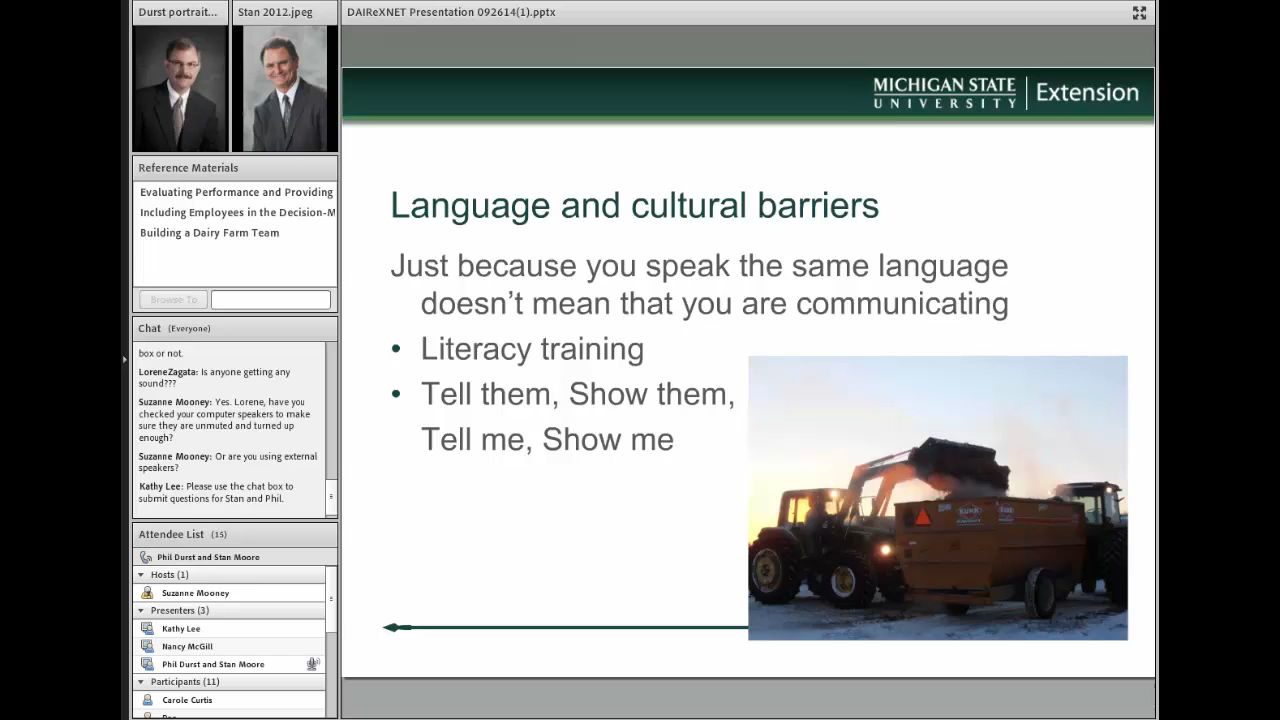 Durst portrait...
Stan 2012.jpeg
DAIReXNET Presentation 092614(1).pptx
Reference Materials
Evaluating Performance and Providing
Including Employees in the Decision-M
Building a Dairy Farm Team
Browse To
Chat (Everyone)
box or not.
LoreneZagata: Is anyone getting any
sound???
Suzanne Mooney: Yes. Lorene, have you
checked your computer speakers to make
sure they are unmuted and turned up
enough?
Suzanne Mooney: Or are you using external
speakers?
Kathy Lee: Please use the chat box to
submit questions for Stan and Phil.
Attendee List (15)
Phil Durst and Stan Moore
Hosts (1)
Suzanne Mooney
Presenters (3)
Kathy Lee
Nancy McGill
Phil Durst and Stan Moore
Participants (11)
Carole Curtis
MICHIGAN STATE
UNIVERSITY
Extension
Language and cultural barriers
Just because you speak the same language
doesn’t mean that you are communicating
• Literacy training
• Tell them, Show them,
Tell me, Show me
KUHN